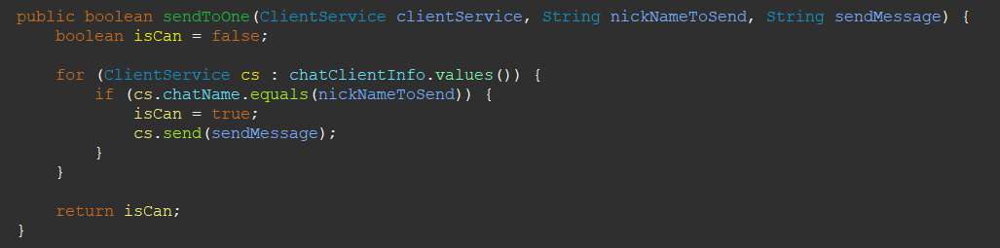 public boolean sendToOne(ClientService clientService, String nickNameToSend, String sendMessage) {
    boolean isCan = false;

    for (ClientService cs : chatClientInfo.values()) {
        if (cs.chatName.equals(nickNameToSend)) {
            isCan = true;
            cs.send(sendMessage);
        }
    }

    return isCan;
}